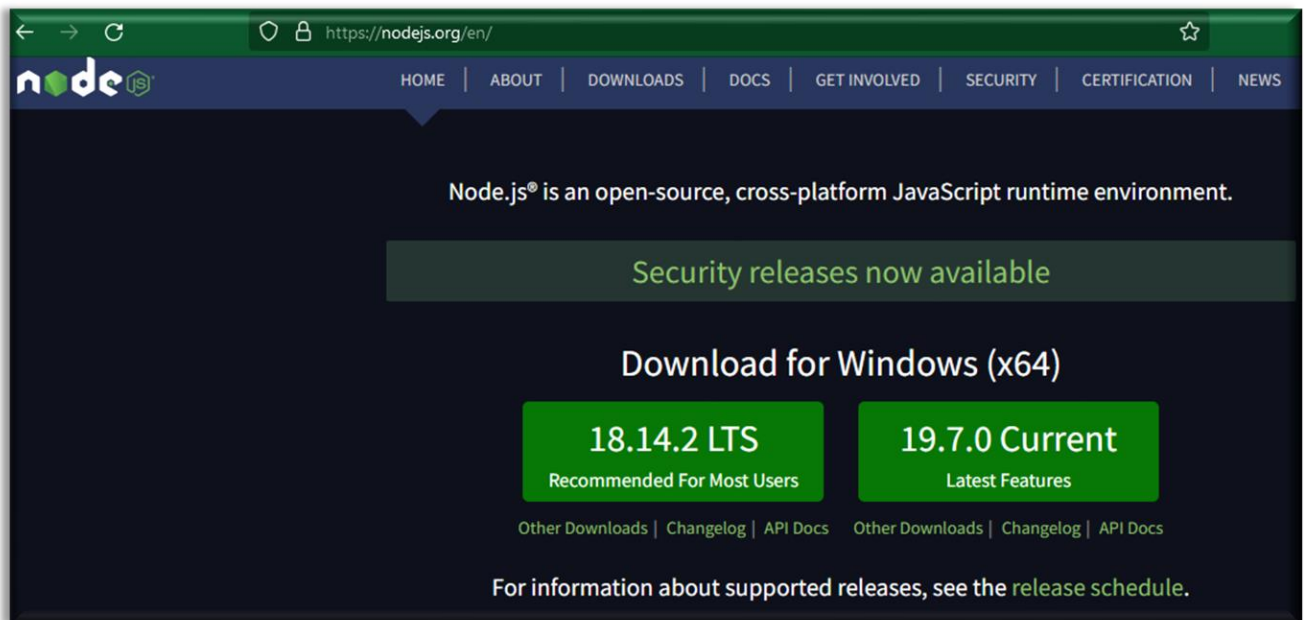 https://nodejs.org/en/
node JS
HOME | ABOUT | DOWNLOADS | DOCS | GET INVOLVED | SECURITY | CERTIFICATION | NEWS
Node.js® is an open-source, cross-platform JavaScript runtime environment.
Security releases now available
Download for Windows (x64)
18.14.2 LTS
Recommended For Most Users
19.7.0 Current
Latest Features
Other Downloads | Changelog | API Docs
Other Downloads | Changelog | API Docs
For information about supported releases, see the release schedule.